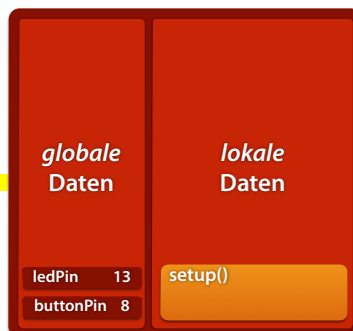 globale
Daten
lokale
Daten
ledPin 13
buttonPin 8
setup()